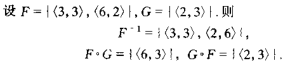 设 F = {⟨3,3⟩,⟨6,2⟩}, G = {⟨2,3⟩}. 则
F⁻¹ = {⟨3,3⟩,⟨2,6⟩},
F∘G = {⟨6,3⟩}, G∘F = {⟨2,3⟩}.